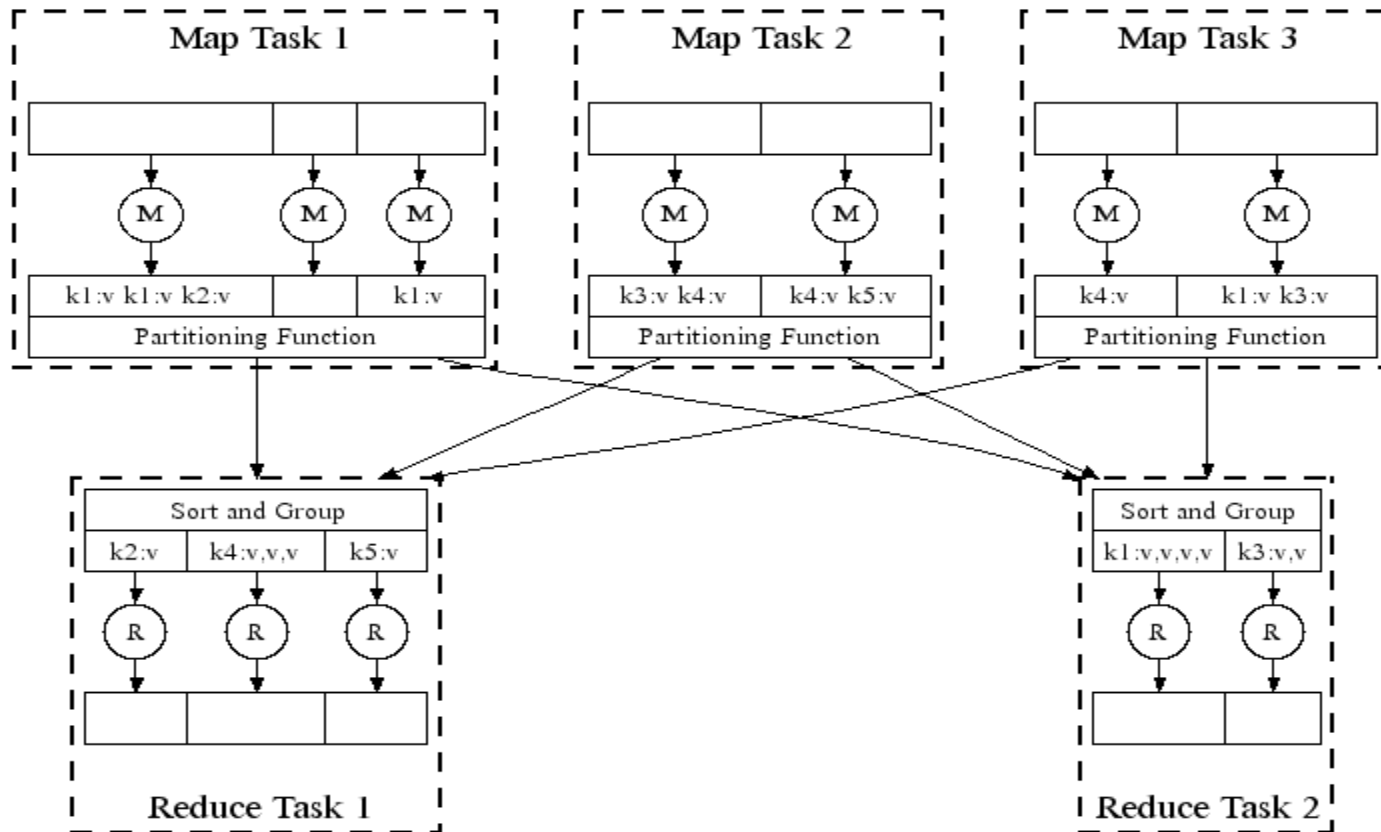 Map Task 1
Map Task 2
Map Task 3
M
M
M
M
M
M
M
k1:v k1:v k2:v
k1:v
k3:v k4:v
k4:v k5:v
k4:v
k1:v k3:v
Partitioning Function
Partitioning Function
Partitioning Function
Sort and Group
Sort and Group
k2:v
k4:v,v,v
k5:v
k1:v,v,v,v
k3:v,v
R
R
R
R
R
Reduce Task 1
Reduce Task 2